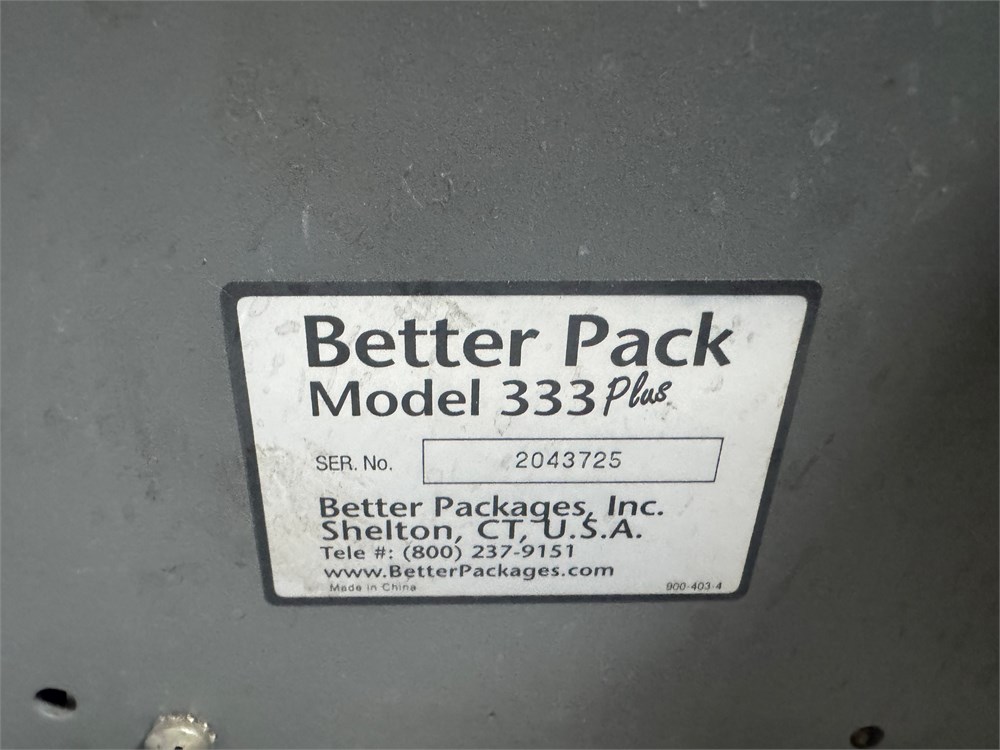 Better Pack
Model 333 Plus
SER. No. 2043725
Better Packages, Inc.
Shelton, CT, U.S.A.
Tele #: (800) 237-9151
www.BetterPackages.com
Made in China 900-403-4